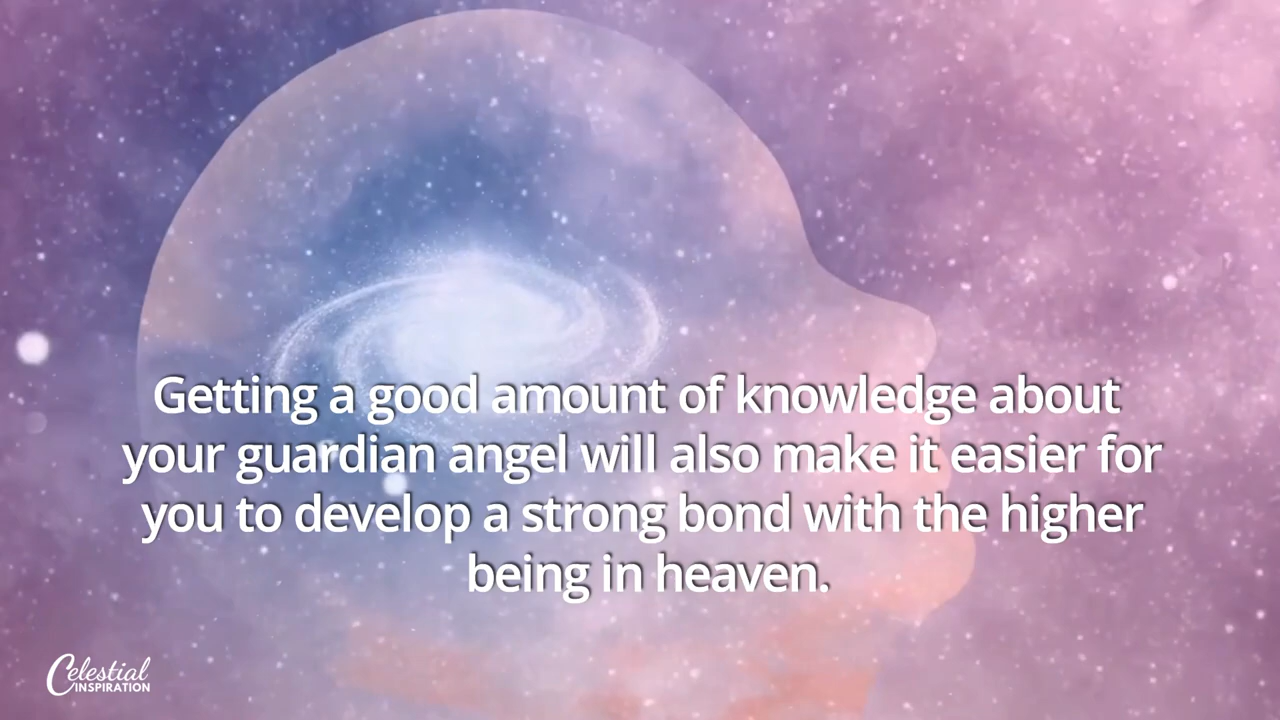 Getting a good amount of knowledge about
your guardian angel will also make it easier for
you to develop a strong bond with the higher
being in heaven.
Celestial
INSPIRATION